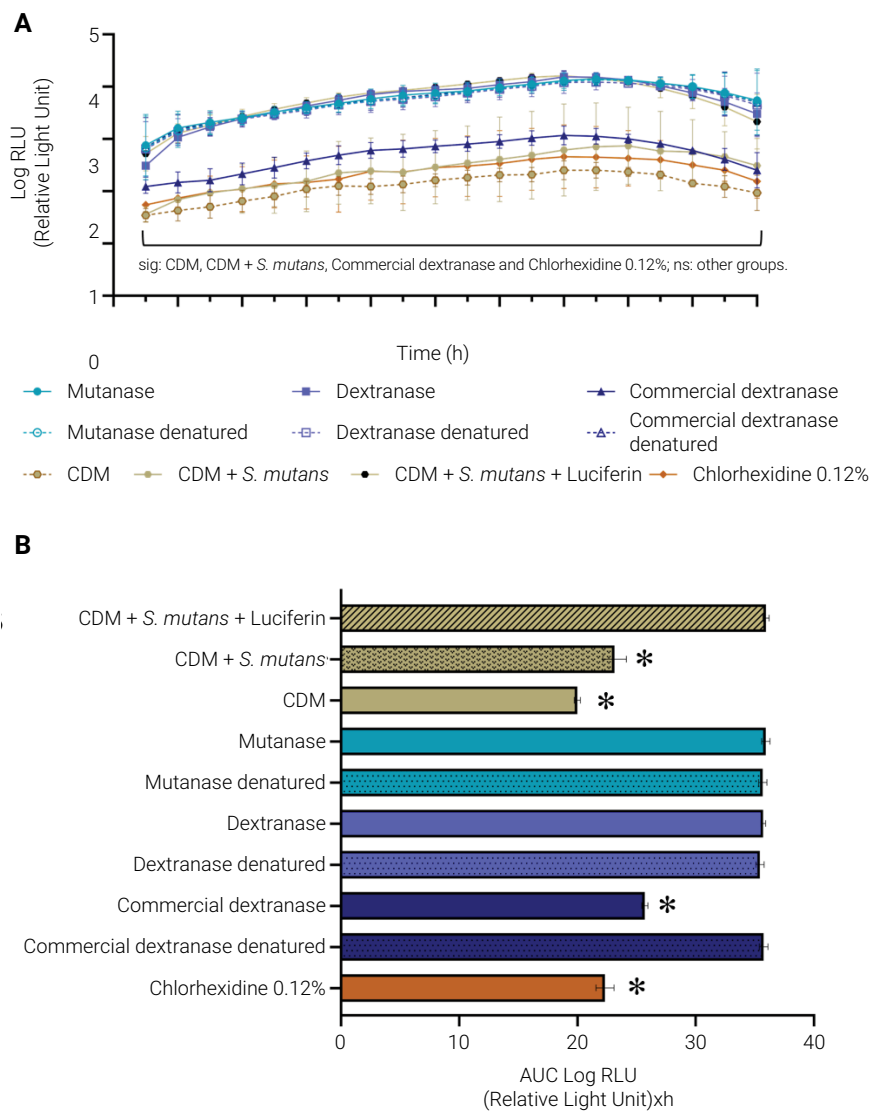 A
Log RLU
(Relative Light Unit)
5
4
3
2
1
0
sig: CDM, CDM + S. mutans, Commercial dextranase and Chlorhexidine 0.12%; ns: other groups.
Time (h)
Mutanase
Dextranase
Commercial dextranase
Mutanase denatured
Dextranase denatured
Commercial dextranase
denatured
CDM
CDM + S. mutans
CDM + S. mutans + Luciferin
Chlorhexidine 0.12%
B
CDM + S. mutans + Luciferin
CDM + S. mutans
*
CDM
*
Mutanase
Mutanase denatured
Dextranase
Dextranase denatured
Commercial dextranase
*
Commercial dextranase denatured
Chlorhexidine 0.12%
*
0 10 20 30 40
AUC Log RLU
(Relative Light Unit)xh